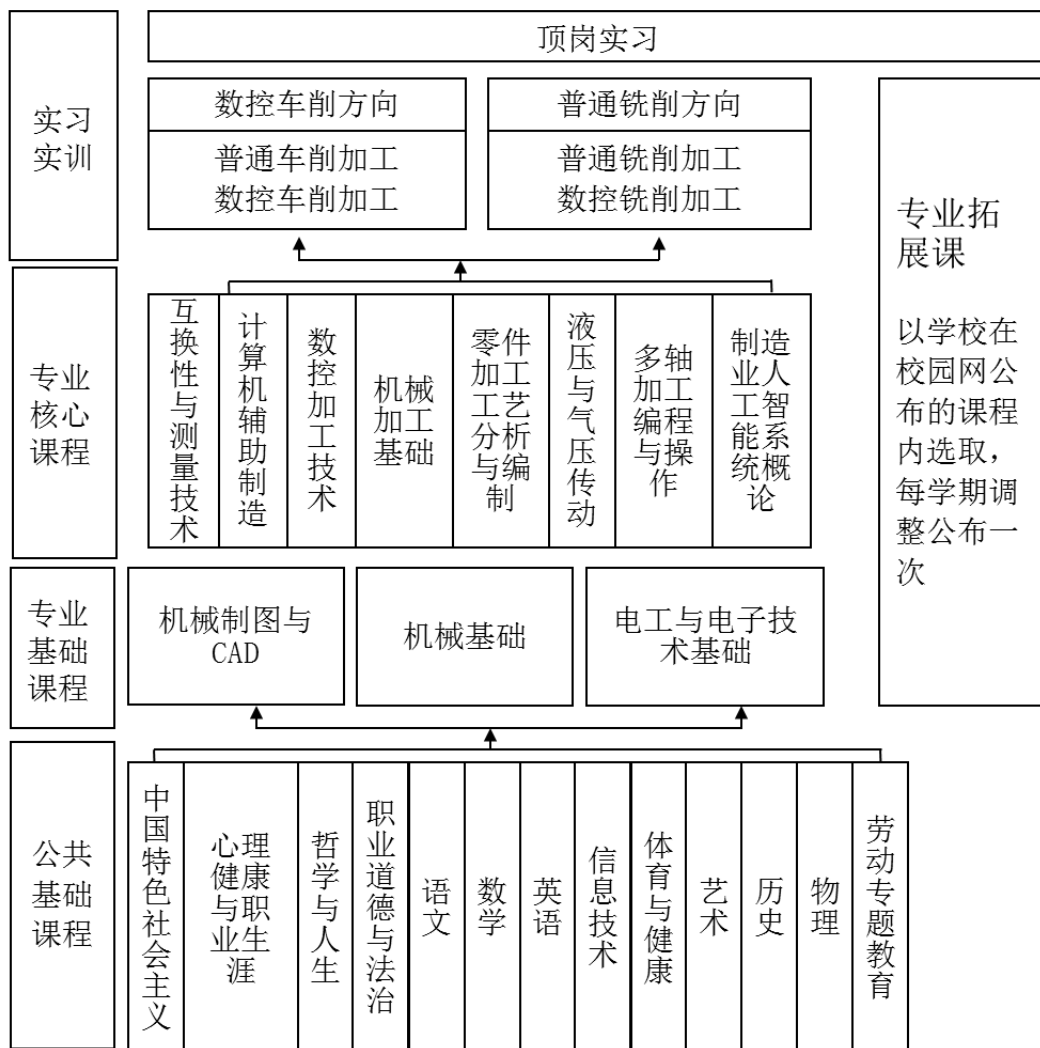 顶岗实习
实习
实训
数控车削方向
普通车削加工
数控车削加工
普通铣削方向
普通铣削加工
数控铣削加工
专业拓
展课
以学校在
校园网公
布的课程
内选取，
每学期调
整公布一
次
专业
核心
课程
互换性与测量技术
计算机辅助制造
数控加工技术
机械
加工
基础
零件
加工
工艺
分析
与编
制
液压与气压传动
多轴
加工
编程
与操
作
制造
业人
工智
能系
统概
论
专业
基础
课程
机械制图与
CAD
机械基础
电工与电子技
术基础
公共
基础
课程
中国特色社会主义
心理
健康
与职
业生
涯
哲学与人生
职业道德与法治
语文
数学
英语
信息技术
体育与健康
艺术
历史
物理
劳动专题教育